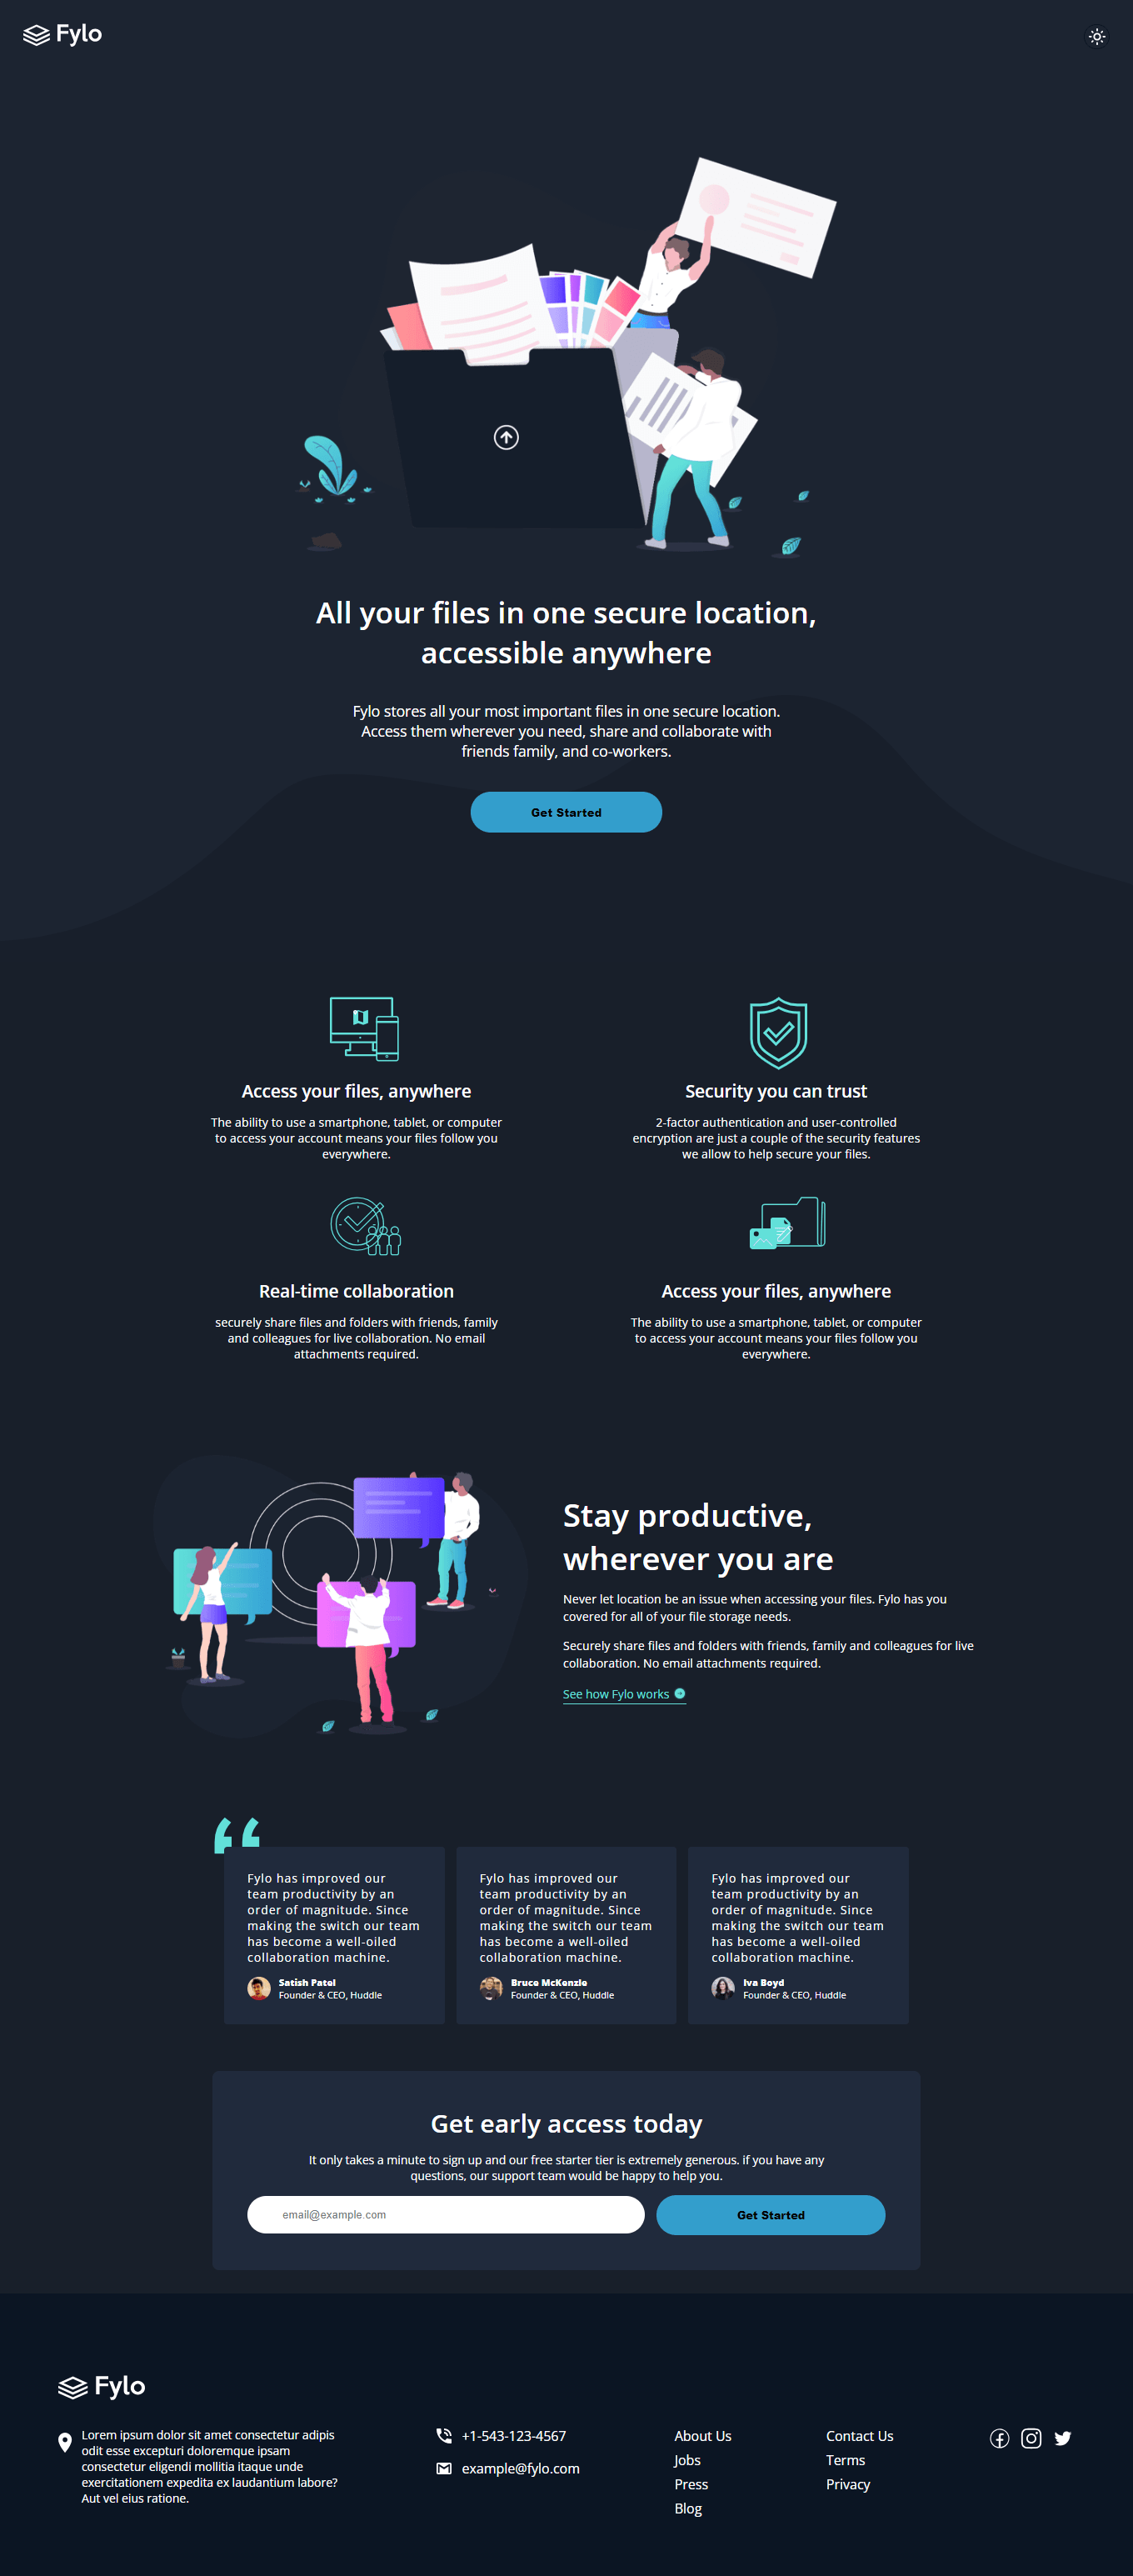 Fylo
All your files in one secure location,
accessible anywhere
Fylo stores all your most important files in one secure location.
Access them wherever you need, share and collaborate with
friends family, and co-workers.
Get Started
Access your files, anywhere
The ability to use a smartphone, tablet, or computer
to access your account means your files follow you
everywhere.
Security you can trust
2-factor authentication and user-controlled
encryption are just a couple of the security features
we allow to help secure your files.
Real-time collaboration
securely share files and folders with friends, family
and colleagues for live collaboration. No email
attachments required.
Access your files, anywhere
The ability to use a smartphone, tablet, or computer
to access your account means your files follow you
everywhere.
Stay productive,
wherever you are
Never let location be an issue when accessing your files. Fylo has you
covered for all of your file storage needs.
Securely share files and folders with friends, family and colleagues for live
collaboration. No email attachments required.
See how Fylo works
Fylo has improved our
team productivity by an
order of magnitude. Since
making the switch our team
has become a well-oiled
collaboration machine.
Satish Patel
Founder & CEO, Huddle
Fylo has improved our
team productivity by an
order of magnitude. Since
making the switch our team
has become a well-oiled
collaboration machine.
Bruce McKenzie
Founder & CEO, Huddle
Fylo has improved our
team productivity by an
order of magnitude. Since
making the switch our team
has become a well-oiled
collaboration machine.
Iva Boyd
Founder & CEO, Huddle
Get early access today
It only takes a minute to sign up and our free starter tier is extremely generous. if you have any
questions, our support team would be happy to help you.
email@example.com
Get Started
Fylo
Lorem ipsum dolor sit amet consectetur adipis
odit esse excepturi doloremque ipsam
consectetur eligendi mollitia itaque unde
exercitationem expedita ex laudantium labore?
Aut vel eius ratione.
+1-543-123-4567
example@fylo.com
About Us
Jobs
Press
Blog
Contact Us
Terms
Privacy